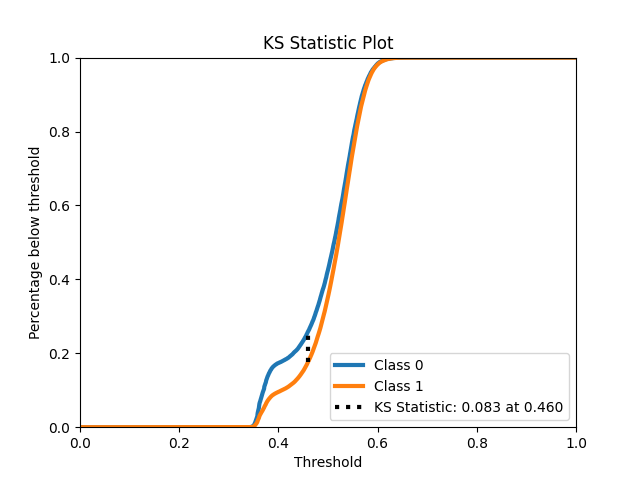 KS Statistic Plot
1.0
0.8
0.6
0.4
0.2
0.0
Percentage below threshold
Class 0
Class 1
KS Statistic: 0.083 at 0.460
0.0 0.2 0.4 0.6 0.8 1.0
Threshold